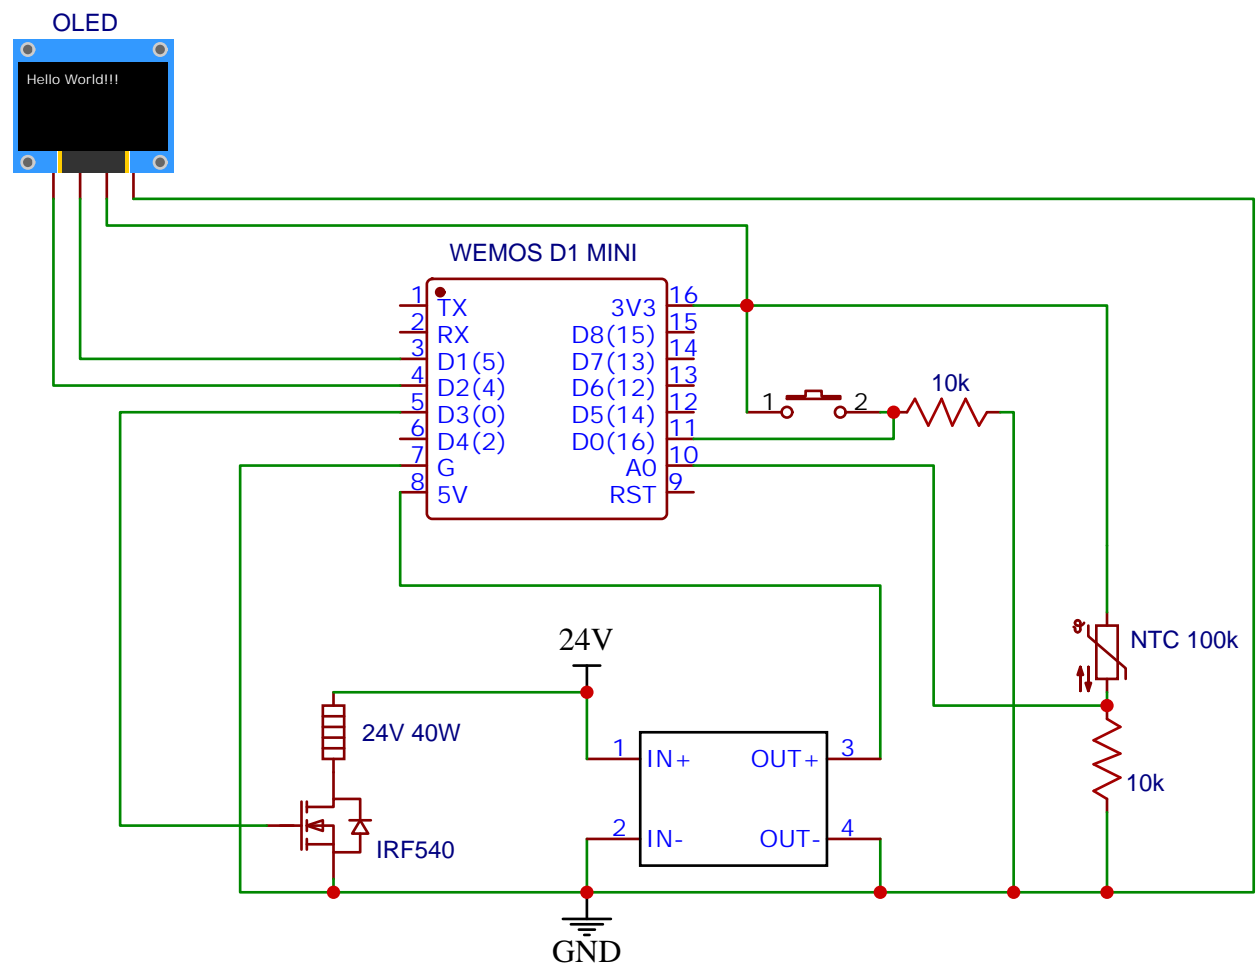 OLED
Hello World!!!
WEMOS D1 MINI
1 TX 3V3 16
2 RX D8(15) 15
3 D1(5) D7(13) 14
4 D2(4) D6(12) 13
5 D3(0) D5(14) 12
6 D4(2) D0(16) 11
7 G A0 10
8 5V RST 9
1 2
10k
NTC 100k
10k
24V
24V 40W
IRF540
1 IN+ OUT+ 3
2 IN- OUT- 4
GND